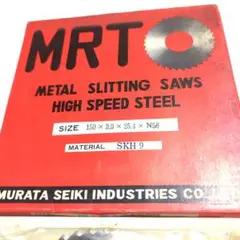 MRT
METAL SLITTING SAWS
HIGH SPEED STEEL
SIZE 150 × 2.0 × 25.4 × N56
MATERIAL SKH 9
MURATA SEIKI INDUSTRIES CO.